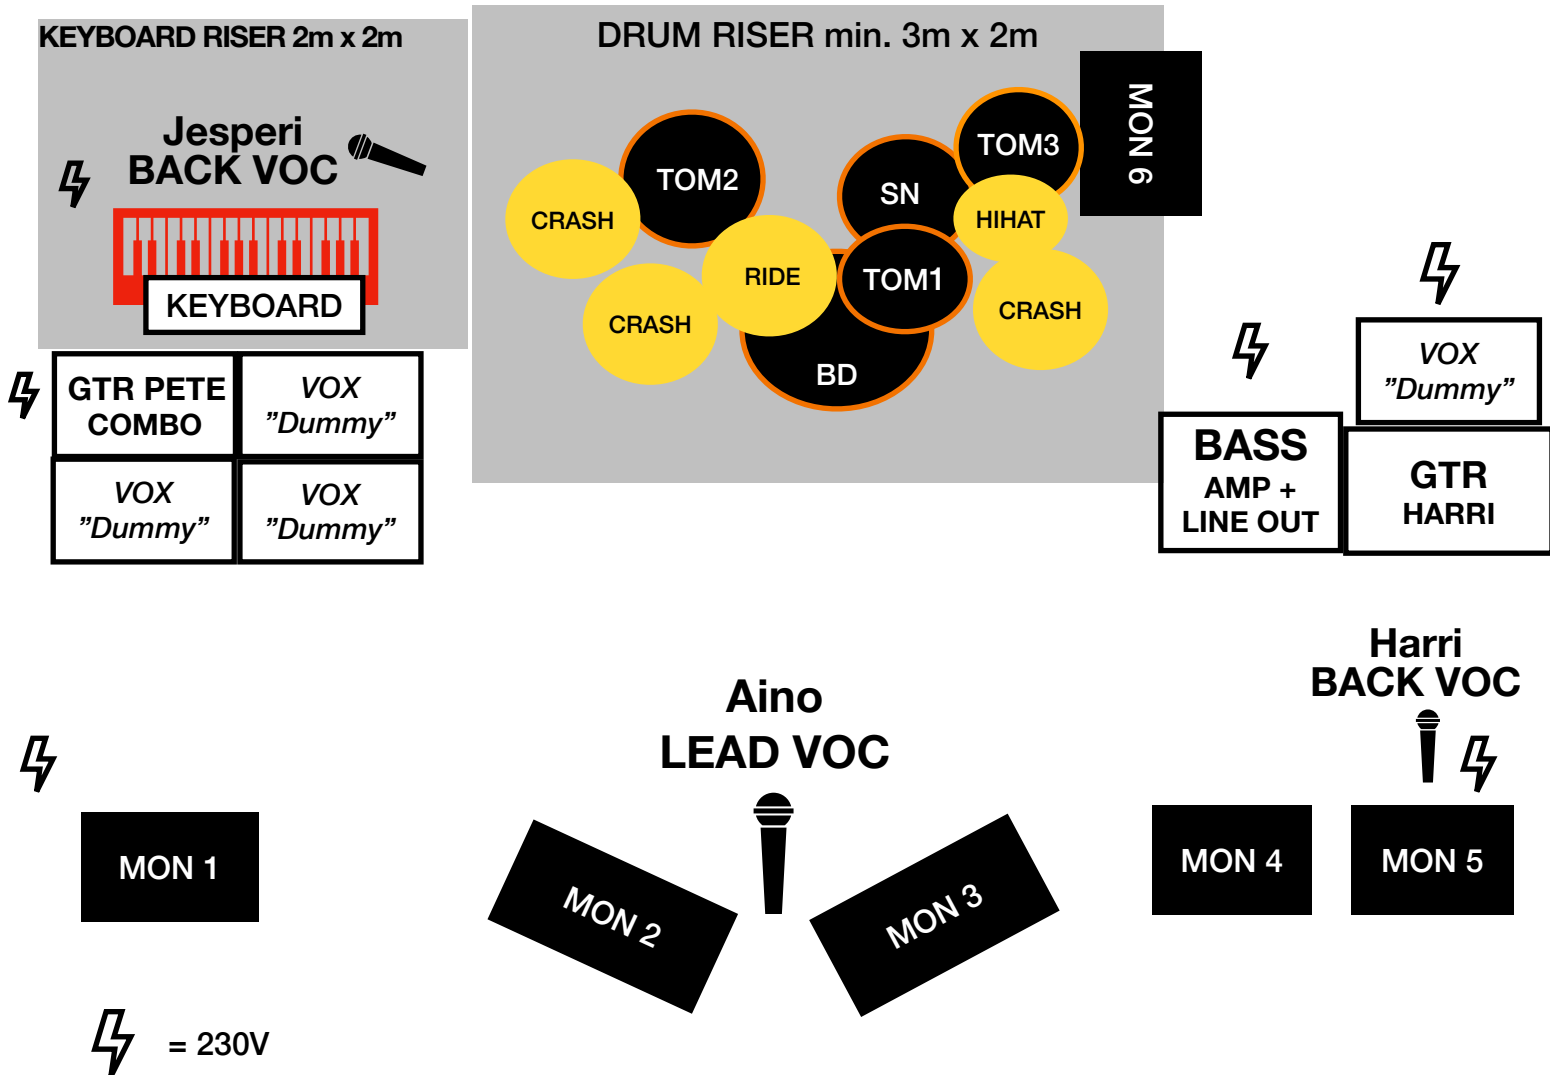 KEYBOARD RISER 2m x 2m
DRUM RISER min. 3m x 2m
MON 6
Jesperi
BACK VOC
KEYBOARD
TOM2
SN
TOM3
CRASH
HIHAT
RIDE
TOM1
CRASH
CRASH
BD
GTR PETE
COMBO
VOX
”Dummy”
VOX
”Dummy”
VOX
”Dummy”
VOX
”Dummy”
BASS
AMP +
LINE OUT
GTR
HARRI
Harri
BACK VOC
Aino
LEAD VOC
MON 1
MON 2
MON 3
MON 4
MON 5
= 230V